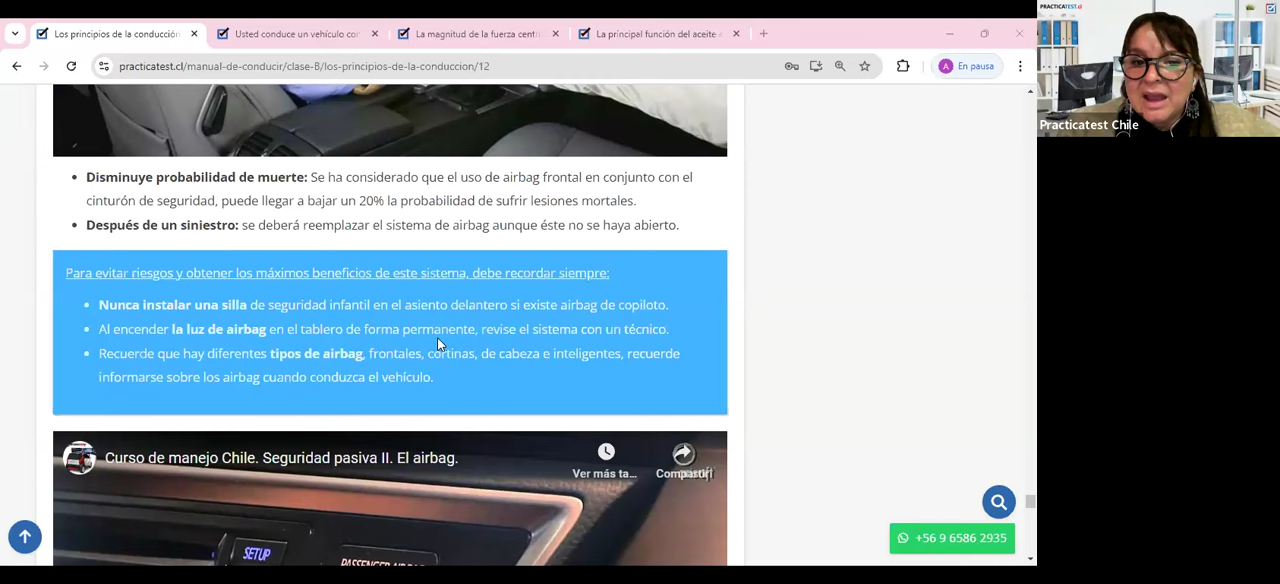 Los principios de la conducción
Usted conduce un vehículo con
La magnitud de la fuerza centr
La principal función del aceite
practicatest.cl/manual-de-conducir/clase-B/los-principios-de-la-conduccion/12
A
En pausa
PRACTICATEST.cl
Practicatest Chile
Disminuye probabilidad de muerte: Se ha considerado que el uso de airbag frontal en conjunto con el
cinturón de seguridad, puede llegar a bajar un 20% la probabilidad de sufrir lesiones mortales.
Después de un siniestro: se deberá reemplazar el sistema de airbag aunque éste no se haya abierto.
Para evitar riesgos y obtener los máximos beneficios de este sistema, debe recordar siempre:
Nunca instalar una silla de seguridad infantil en el asiento delantero si existe airbag de copiloto.
Al encender la luz de airbag en el tablero de forma permanente, revise el sistema con un técnico.
Recuerde que hay diferentes tipos de airbag, frontales, cortinas, de cabeza e inteligentes, recuerde
informarse sobre los airbag cuando conduzca el vehículo.
Curso de manejo Chile. Seguridad pasiva II. El airbag.
Ver más ta...
Compartir
SETUP
PASSENGER AIRBAG
+56 9 6586 2935